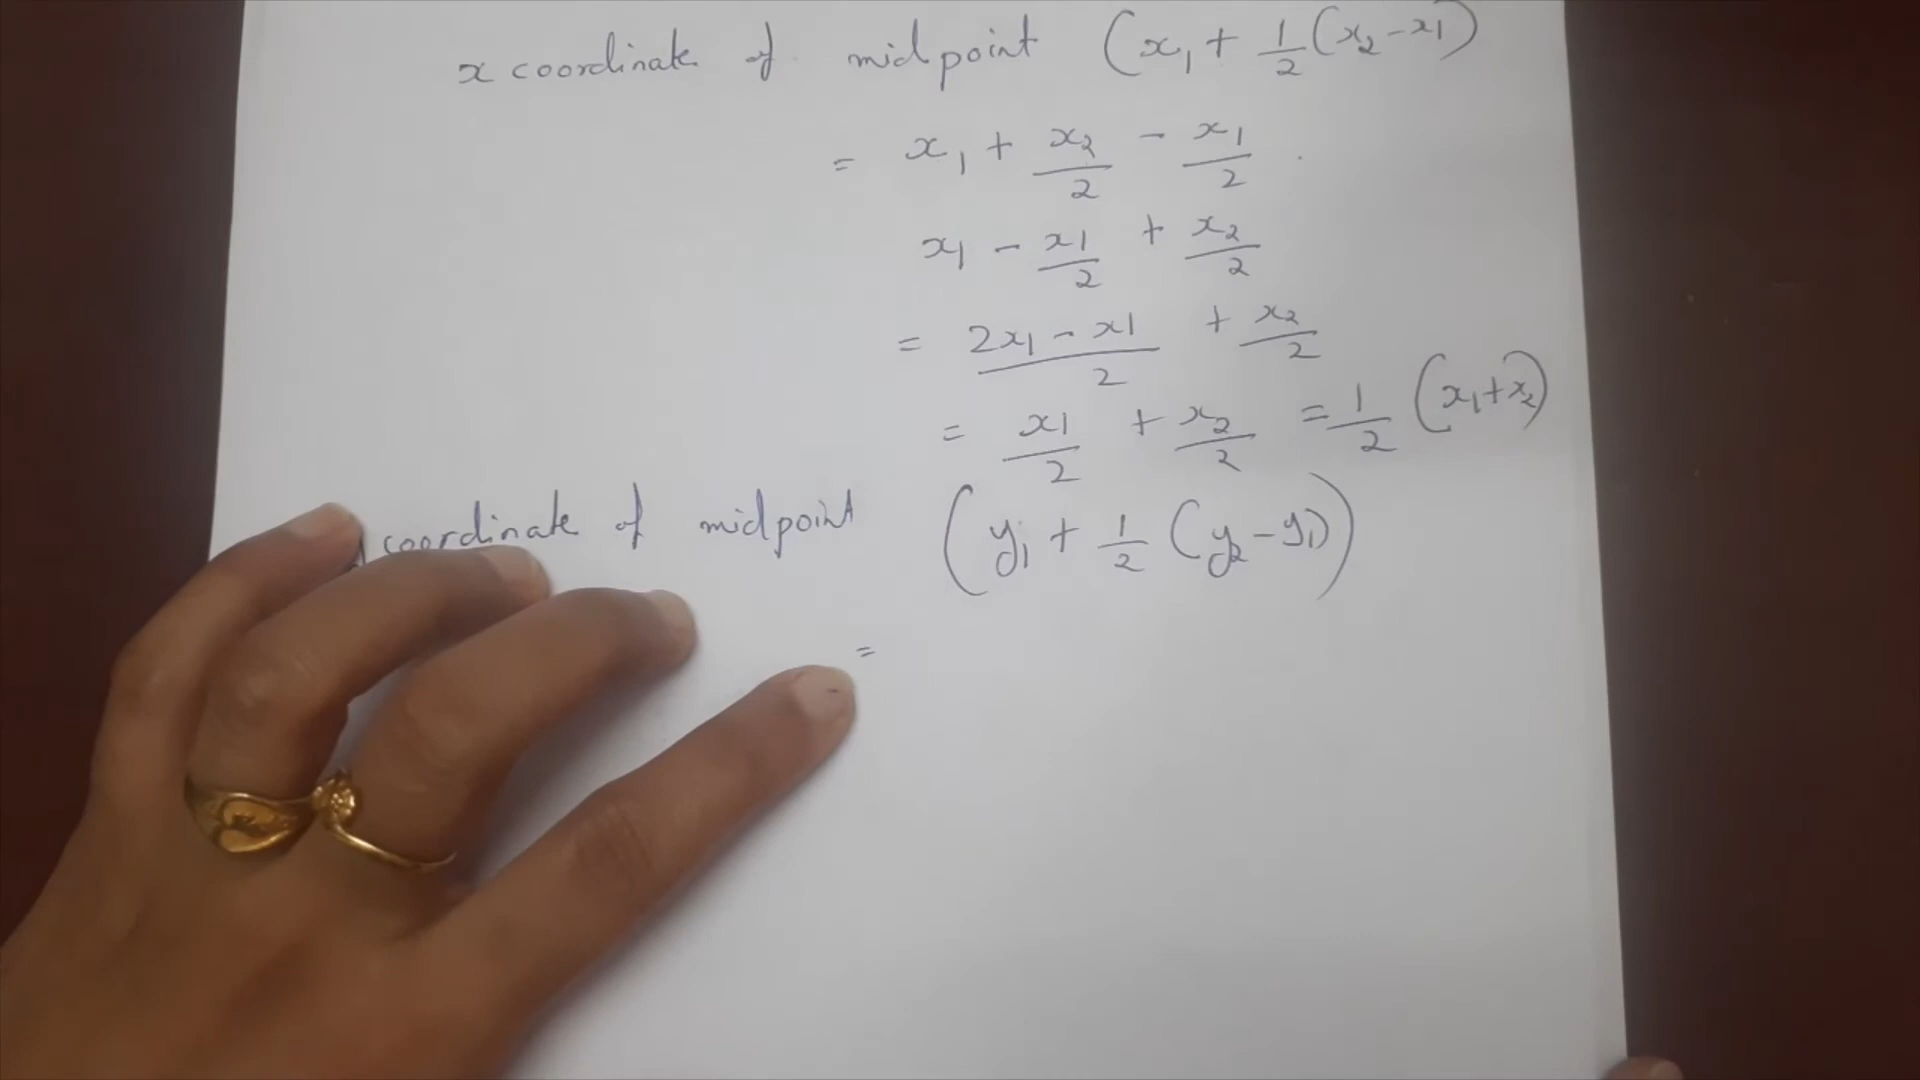 x coordinate of midpoint (x₁ + 1/2 (x₂ - x1)
= x₁ + x₂/2 - x1/2
x₁ - x1/2 + x₂/2
= (2x₁ - x1)/2 + x₂/2
= x1/2 + x₂/2 = 1/2 (x₁ + x₂)
coordinate of midpoint (y₁ + 1/2 (y₂ - y₁))
=